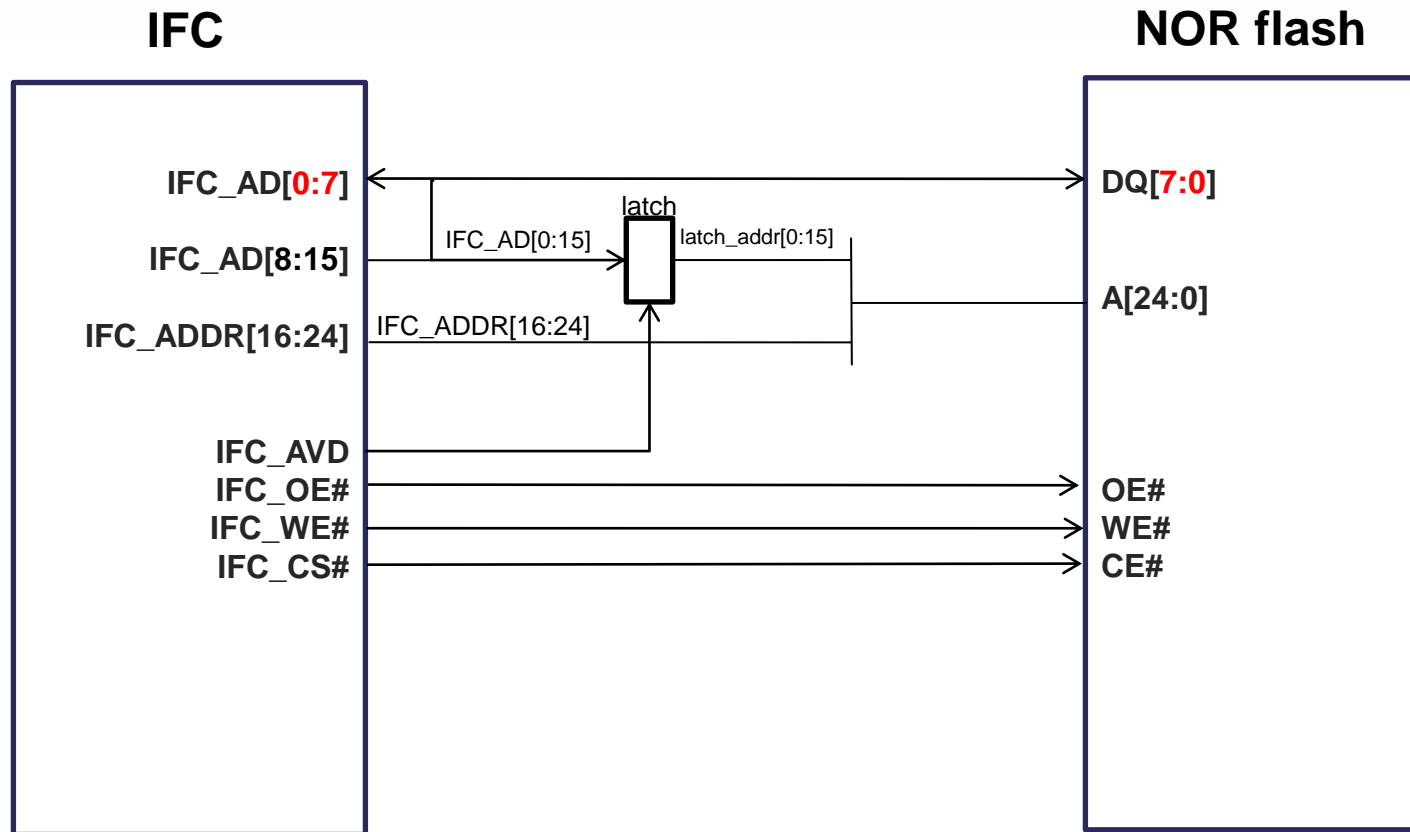 IFC
NOR flash
IFC_AD[0:7]
DQ[7:0]
latch
IFC_AD[0:15]
latch_addr[0:15]
IFC_AD[8:15]
A[24:0]
IFC_ADDR[16:24]
IFC_ADDR[16:24]
IFC_AVD
IFC_OE#
OE#
IFC_WE#
WE#
IFC_CS#
CE#